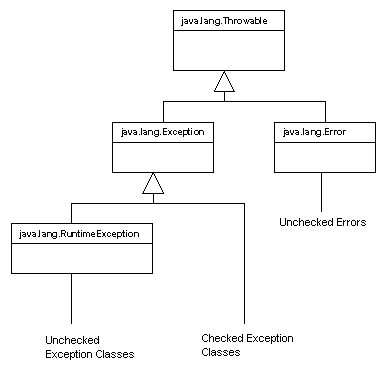 java.lang.Throwable
java.lang.Exception
java.lang.Error
Unchecked Errors
java.lang.RuntimeException
Unchecked
Exception Classes
Checked Exception
Classes